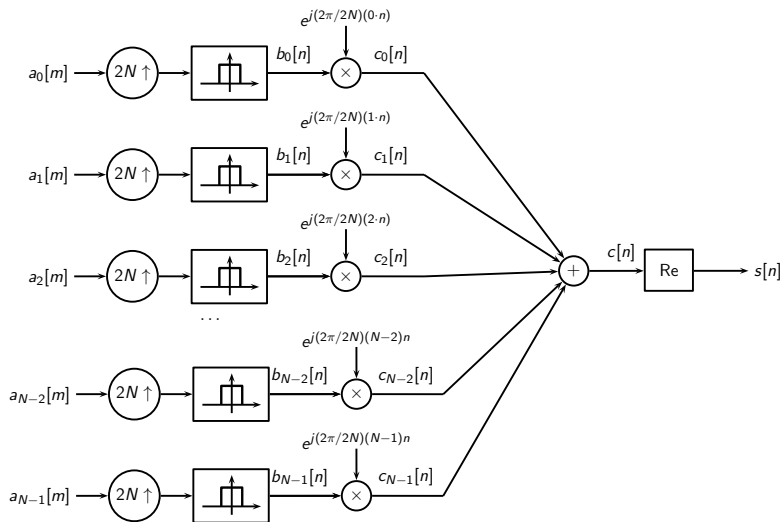 e^{j(2π/2N)(0·n)}
a_0[m] 2N ↑ b_0[n] × c_0[n]
e^{j(2π/2N)(1·n)}
a_1[m] 2N ↑ b_1[n] × c_1[n]
e^{j(2π/2N)(2·n)}
a_2[m] 2N ↑ b_2[n] × c_2[n] + c[n] Re s[n]
...
e^{j(2π/2N)(N−2)n}
a_{N−2}[m] 2N ↑ b_{N−2}[n] × c_{N−2}[n]
e^{j(2π/2N)(N−1)n}
a_{N−1}[m] 2N ↑ b_{N−1}[n] × c_{N−1}[n]